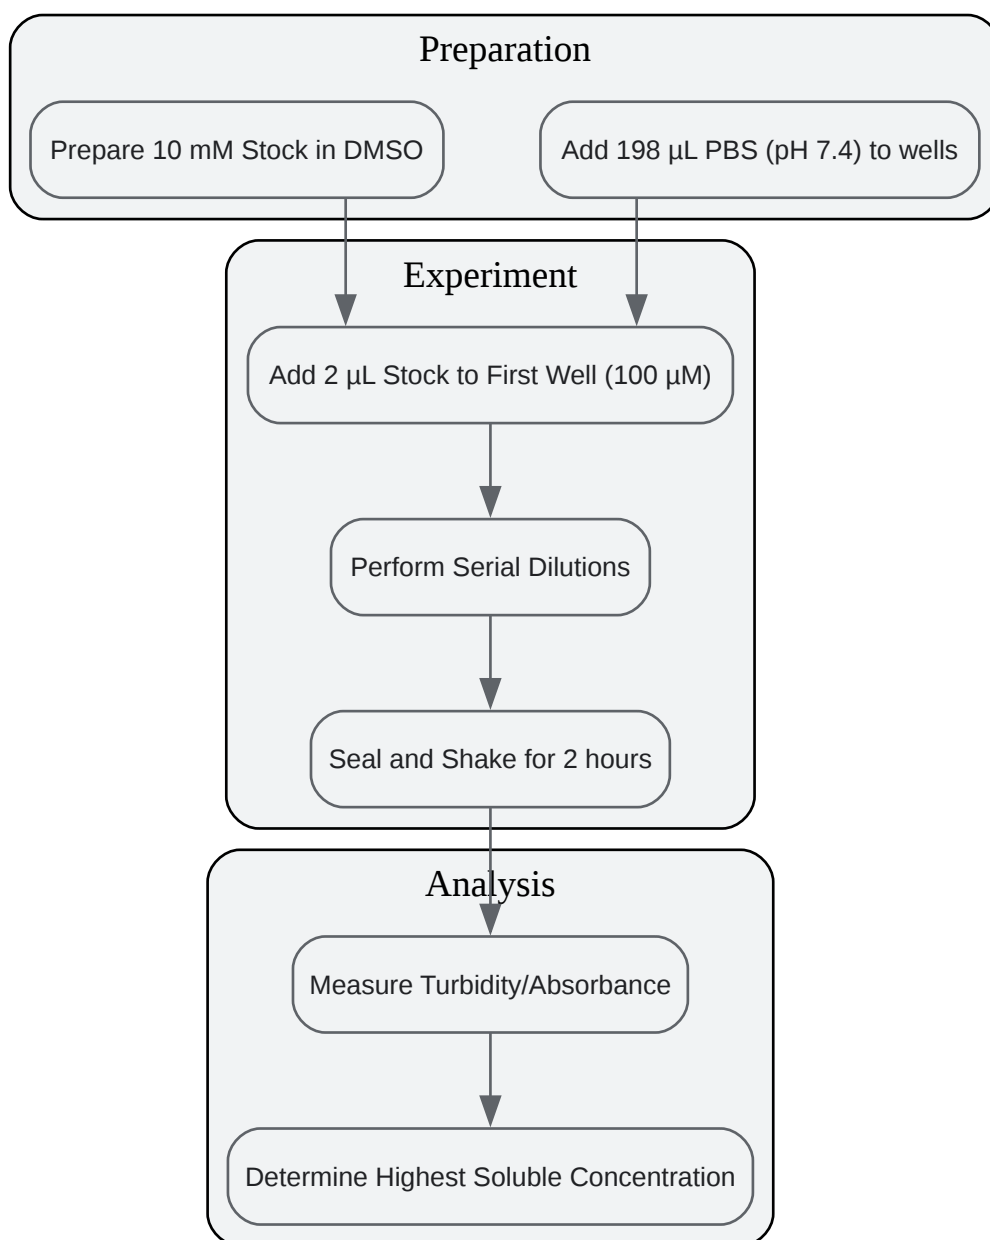 Preparation
Prepare 10 mM Stock in DMSO
Add 198 µL PBS (pH 7.4) to wells
Experiment
Add 2 µL Stock to First Well (100 µM)
Perform Serial Dilutions
Seal and Shake for 2 hours
Analysis
Measure Turbidity/Absorbance
Determine Highest Soluble Concentration